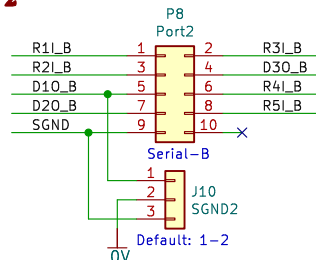 P8
Port2
R1I_B 1 2 R3I_B
R2I_B 3 4 D3O_B
D1O_B 5 6 R4I_B
D2O_B 7 8 R5I_B
SGND 9 10
Serial-B
1 J10
2 SGND2
3
Default: 1-2
0V